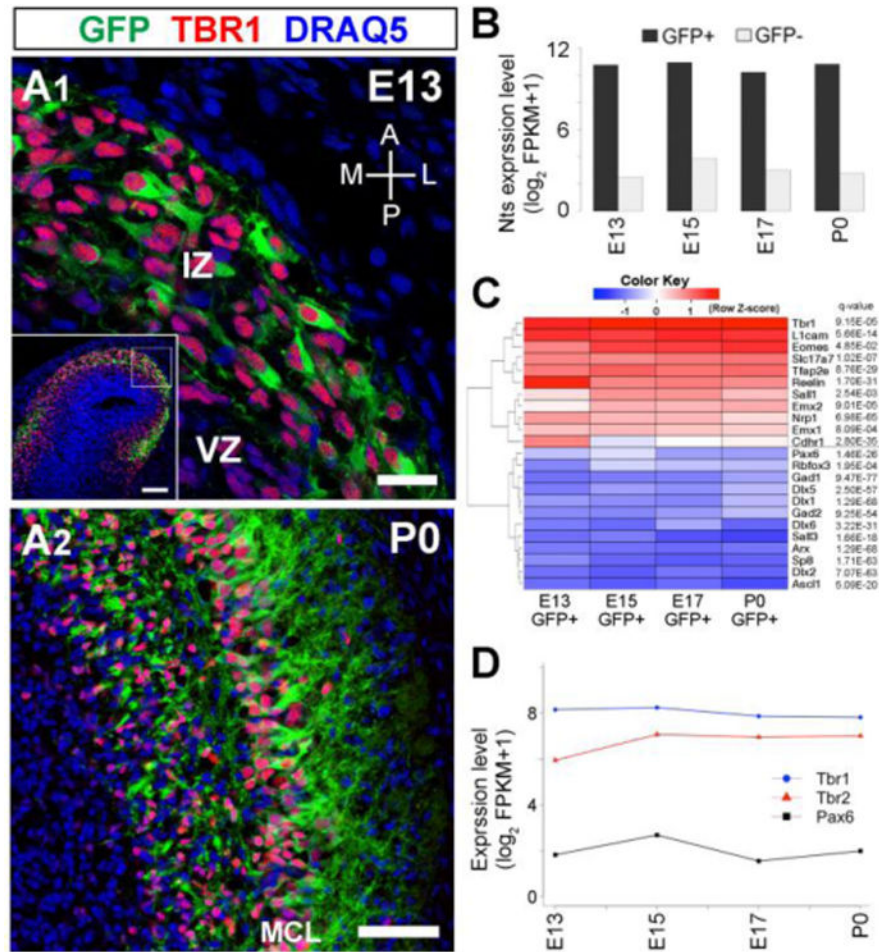 GFP TBR1 DRAQ5
A1
E13
A
M L
P
IZ
VZ
A2
P0
MCL
B
GFP+ GFP-
Nts exprssion level
(log2 FPKM+1)
12
6
0
E13 E15 E17 P0
C
Color Key
-1 0 1
(Row Z-score)
q-value
Tbr1 9.15E-05
L1cam 5.66E-14
Eomes 4.85E-02
Slc17a7 1.02E-07
Tfap2e 8.76E-29
Reelin 1.70E-31
Sall1 2.54E-03
Emx2 9.01E-05
Nrp1 6.98E-65
Emx1 8.09E-04
Cdhr1 2.80E-35
Pax6 1.46E-26
Rbfox3 1.95E-04
Gad1 9.47E-77
Dlx5 2.50E-57
Dlx1 1.29E-68
Gad2 9.25E-54
Dlx6 3.22E-31
Sall3 1.66E-18
Arx 1.29E-68
Sp8 1.71E-63
Dlx2 7.07E-63
Ascl1 5.09E-20
E13 E15 E17 P0
GFP+ GFP+ GFP+ GFP+
D
Exprssion level
(log2 FPKM+1)
8
4
0
Tbr1
Tbr2
Pax6
E13 E15 E17 P0